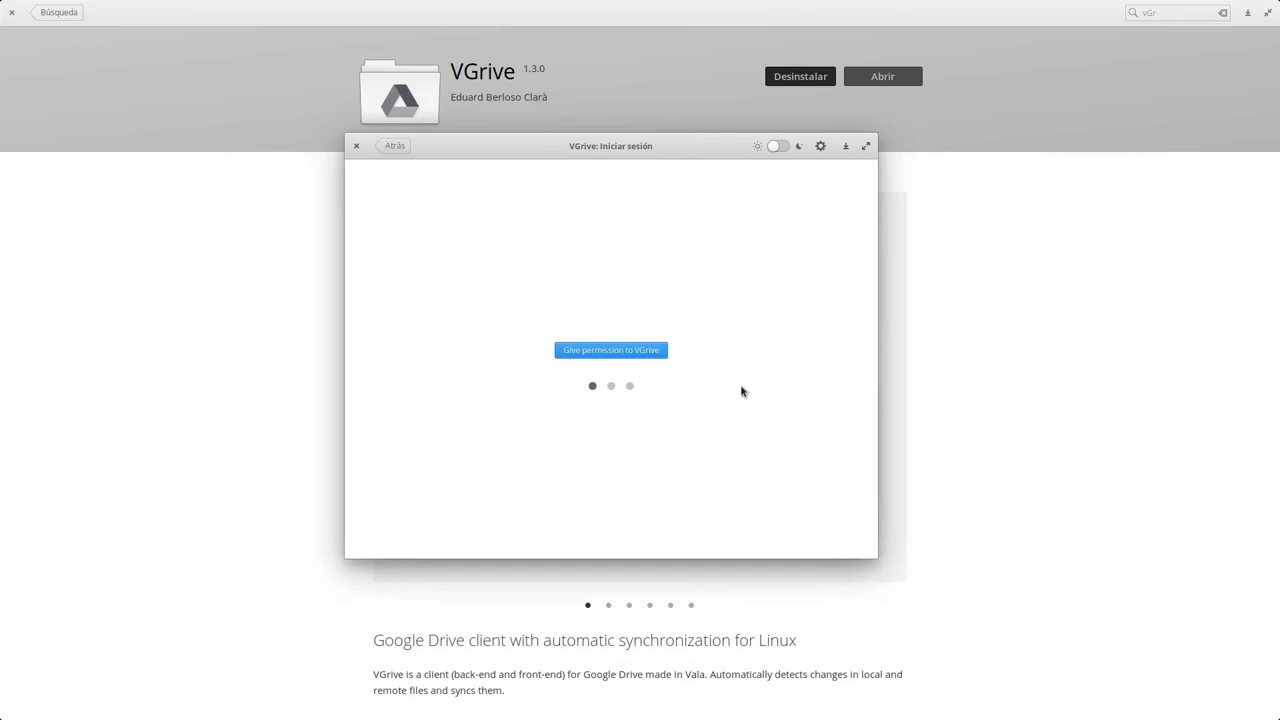 Búsqueda
vGr
VGrive 1.3.0
Eduard Berloso Clarà
Desinstalar
Abrir
Atrás
VGrive: Iniciar sesión
Give permission to VGrive
Google Drive client with automatic synchronization for Linux
VGrive is a client (back-end and front-end) for Google Drive made in Vala. Automatically detects changes in local and
remote files and syncs them.